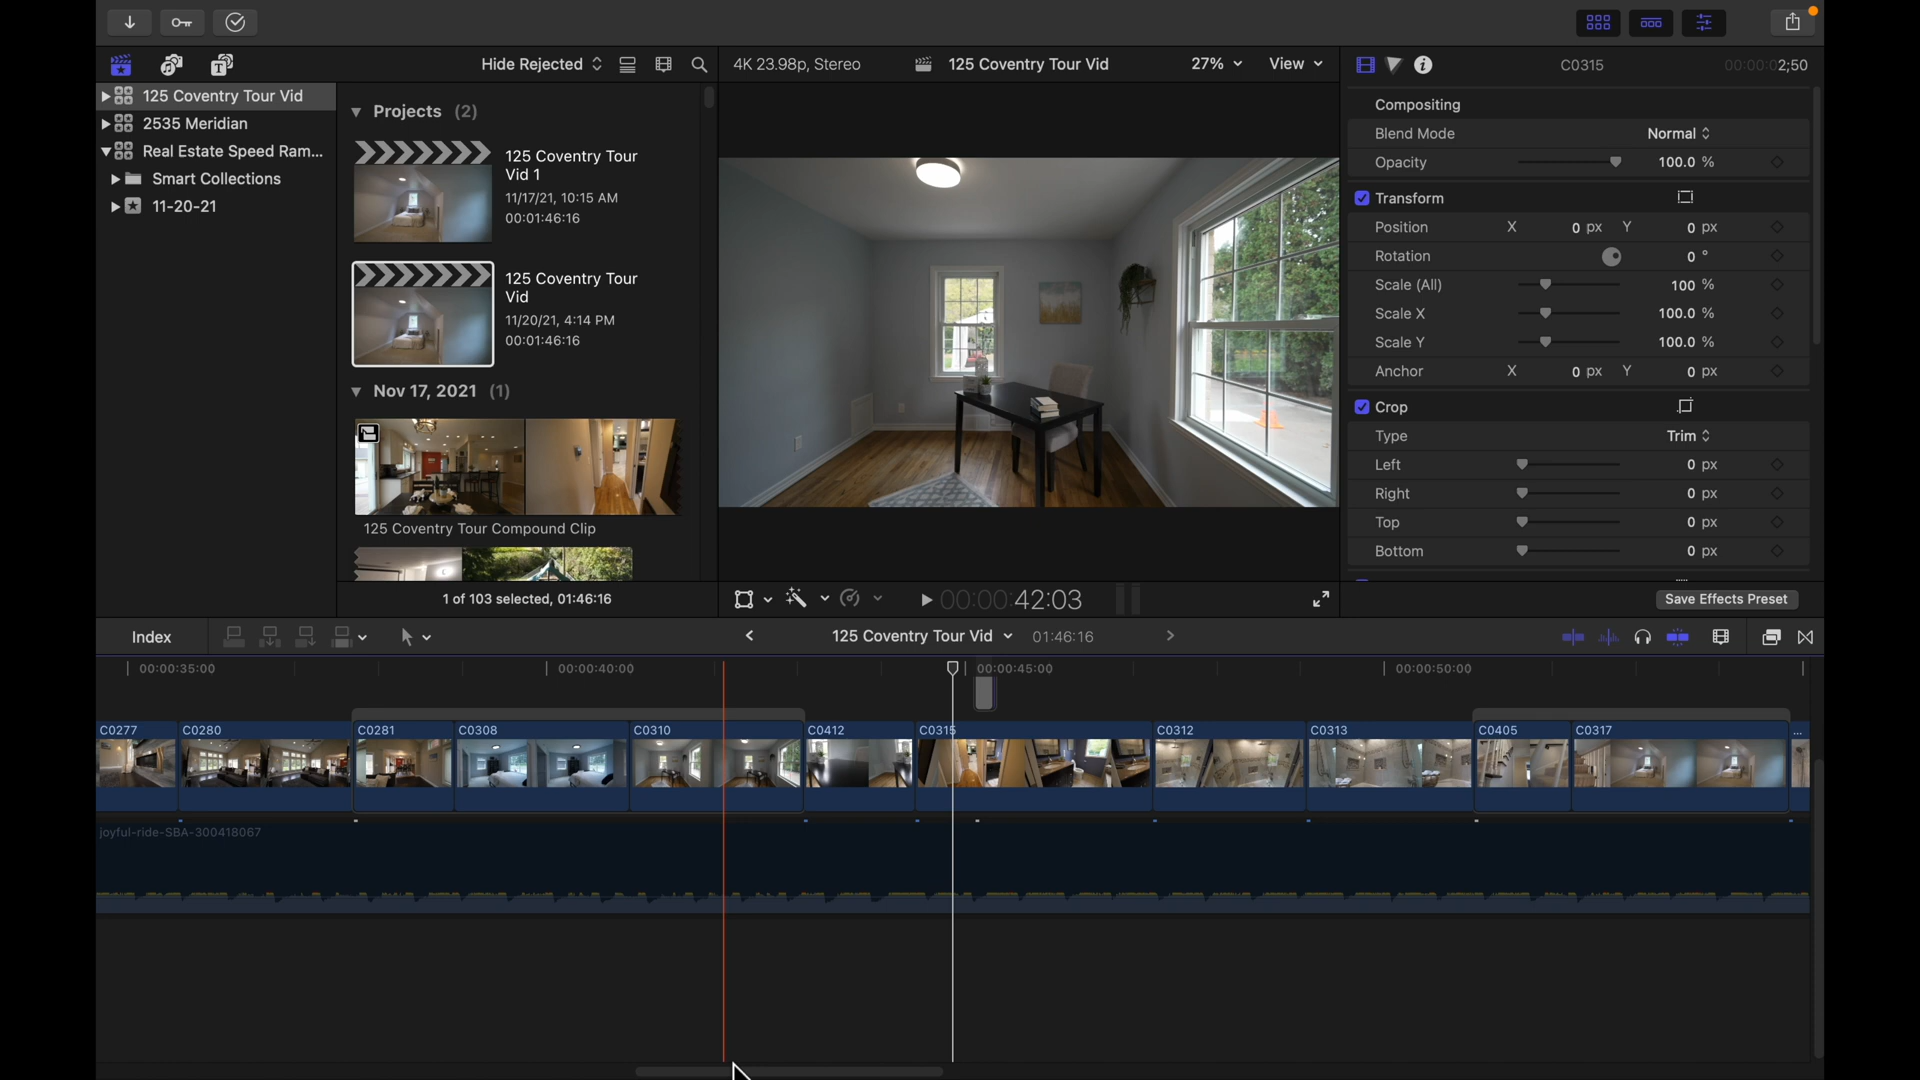 Hide Rejected
4K 23.98p, Stereo
125 Coventry Tour Vid
27%
View
C0315
00:00:02;50
125 Coventry Tour Vid
2535 Meridian
Real Estate Speed Ram...
Smart Collections
11-20-21
Projects (2)
125 Coventry Tour
Vid 1
11/17/21, 10:15 AM
00:01:46:16
125 Coventry Tour
Vid
11/20/21, 4:14 PM
00:01:46:16
Nov 17, 2021 (1)
125 Coventry Tour Compound Clip
1 of 103 selected, 01:46:16
00:00:42:03
Compositing
Blend Mode Normal
Opacity 100.0 %
Transform
Position X 0 px Y 0 px
Rotation 0 °
Scale (All) 100 %
Scale X 100.0 %
Scale Y 100.0 %
Anchor X 0 px Y 0 px
Crop
Type Trim
Left 0 px
Right 0 px
Top 0 px
Bottom 0 px
Save Effects Preset
Index
125 Coventry Tour Vid 01:46:16
00:00:35:00 00:00:40:00 00:00:45:00 00:00:50:00
C0277 C0280 C0281 C0308 C0310 C0412 C0315 C0312 C0313 C0405 C0317 ...
joyful-ride-SBA-300418067